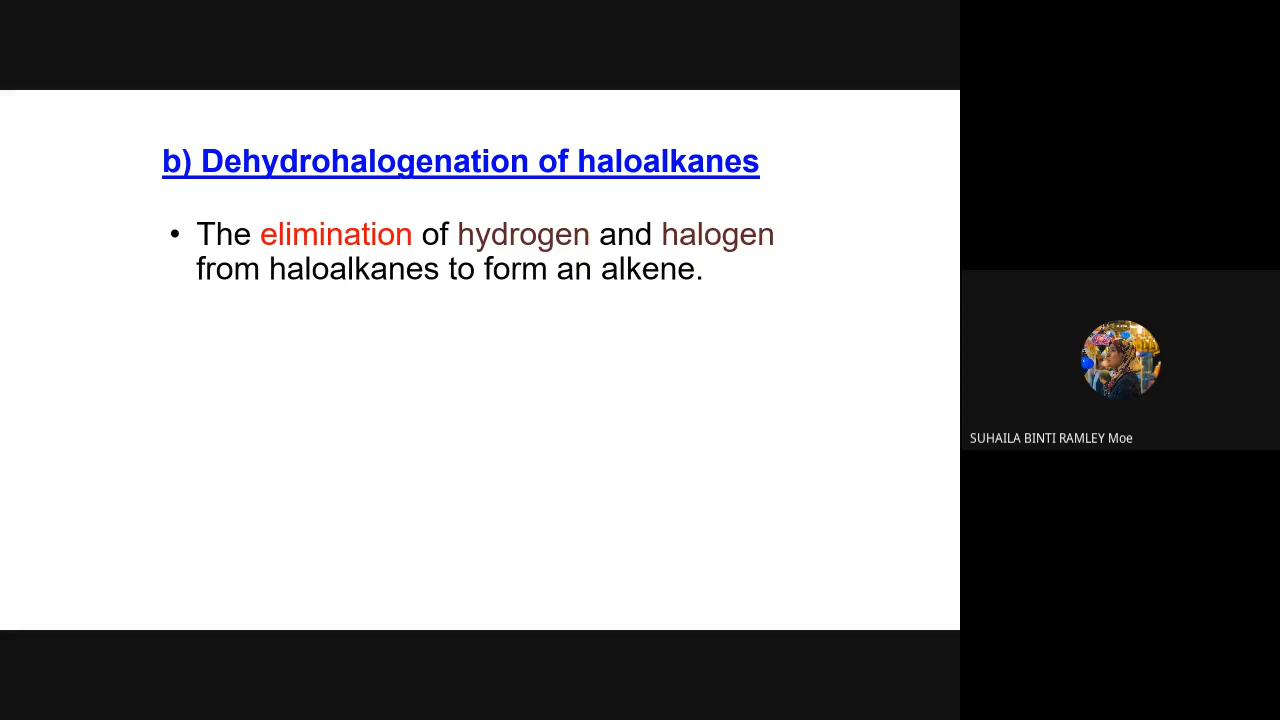 b) Dehydrohalogenation of haloalkanes
• The elimination of hydrogen and halogen
from haloalkanes to form an alkene.
SUHAILA BINTI RAMLEY Moe